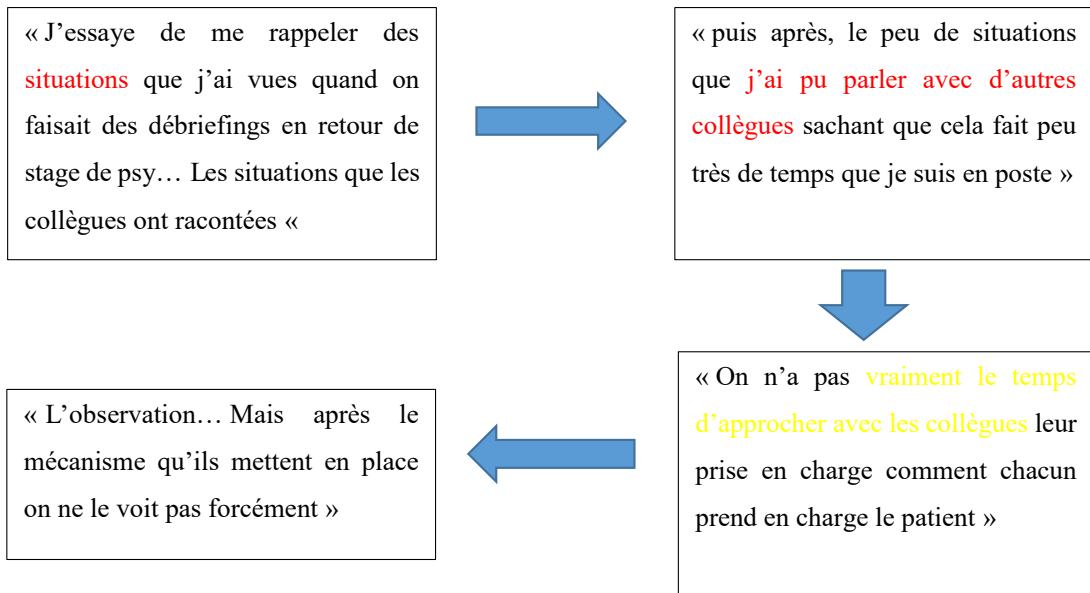 « J’essaye de me rappeler des
situations que j’ai vues quand on
faisait des débriefings en retour de
stage de psy… Les situations que les
collègues ont racontées «
« puis après, le peu de situations
que j’ai pu parler avec d’autres
collègues sachant que cela fait peu
très de temps que je suis en poste »
« On n’a pas vraiment le temps
d’approcher avec les collègues leur
prise en charge comment chacun
prend en charge le patient »
« L’observation… Mais après le
mécanisme qu’ils mettent en place
on ne le voit pas forcément »